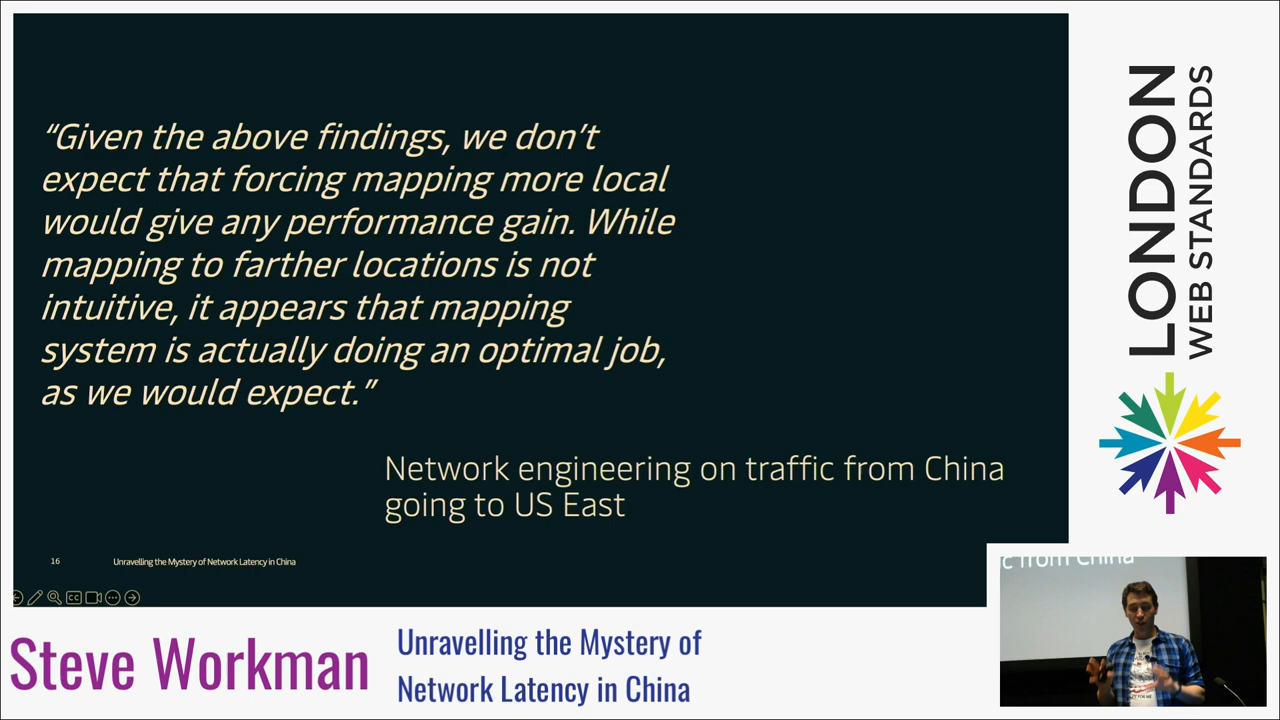 “Given the above findings, we don’t
expect that forcing mapping more local
would give any performance gain. While
mapping to farther locations is not
intuitive, it appears that mapping
system is actually doing an optimal job,
as we would expect.”
Network engineering on traffic from China
going to US East
16 Unravelling the Mystery of Network Latency in China
CC
LONDON
WEB STANDARDS
c from China
Steve Workman
Unravelling the Mystery of
Network Latency in China